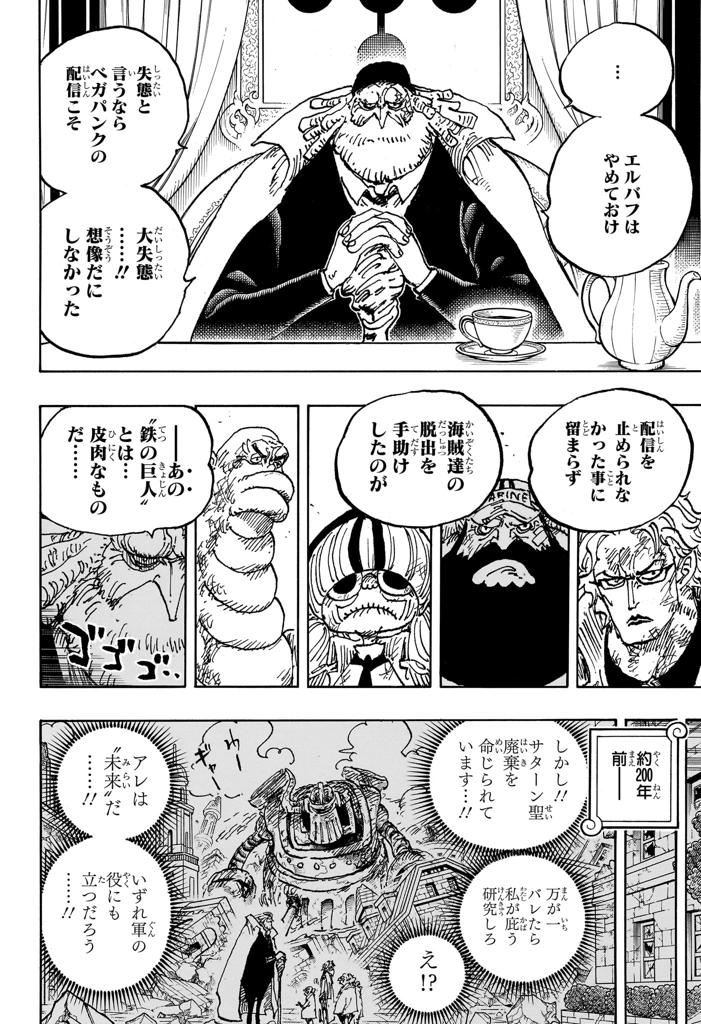 …
エルバフは
やめておけ
失態と
言うなら
ベガパンクの
配信こそ
大失態
……!!
想像だに
しなかった
配信を
止められな
かった事に
留まらず
MARINE
海賊達の
脱出を
手助け
したのが
──あの
〝鉄の巨人〟
とは…
皮肉なもの
だ……
ゴゴゴ…
約200年
前──
しかし!!
サターン聖
廃棄を
命じられて
います…!!
万が一
バレたら
私が庇う
研究しろ
え!?
ギー
ギー
アレは
〝未来〟だ
……!!
いずれ軍の
役にも
立つだろう
……!!